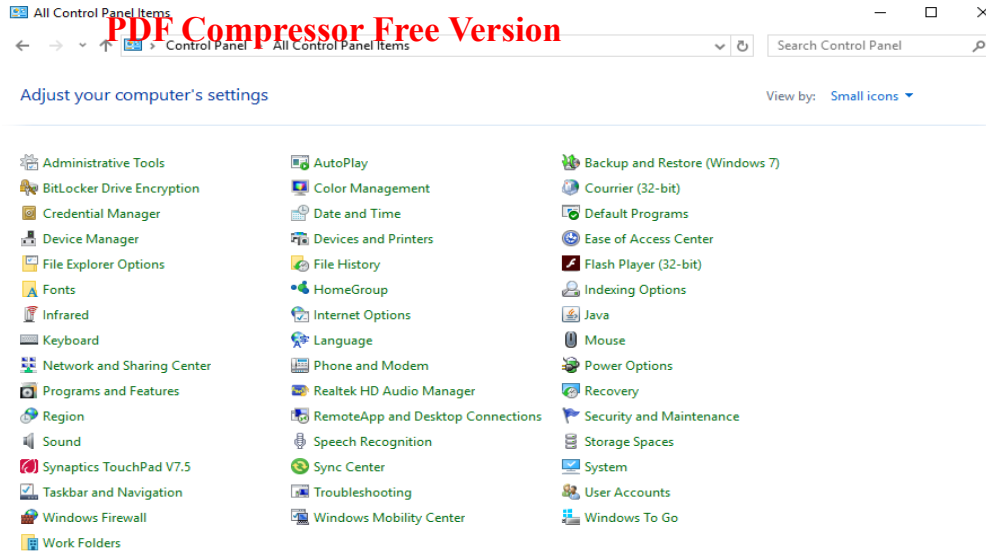 All Control Panel Items
PDF Compressor Free Version
Control Panel > All Control Panel Items
Search Control Panel
Adjust your computer's settings
View by: Small icons
Administrative Tools AutoPlay Backup and Restore (Windows 7)
BitLocker Drive Encryption Color Management Courrier (32-bit)
Credential Manager Date and Time Default Programs
Device Manager Devices and Printers Ease of Access Center
File Explorer Options File History Flash Player (32-bit)
Fonts HomeGroup Indexing Options
Infrared Internet Options Java
Keyboard Language Mouse
Network and Sharing Center Phone and Modem Power Options
Programs and Features Realtek HD Audio Manager Recovery
Region RemoteApp and Desktop Connections Security and Maintenance
Sound Speech Recognition Storage Spaces
Synaptics TouchPad V7.5 Sync Center System
Taskbar and Navigation Troubleshooting User Accounts
Windows Firewall Windows Mobility Center Windows To Go
Work Folders